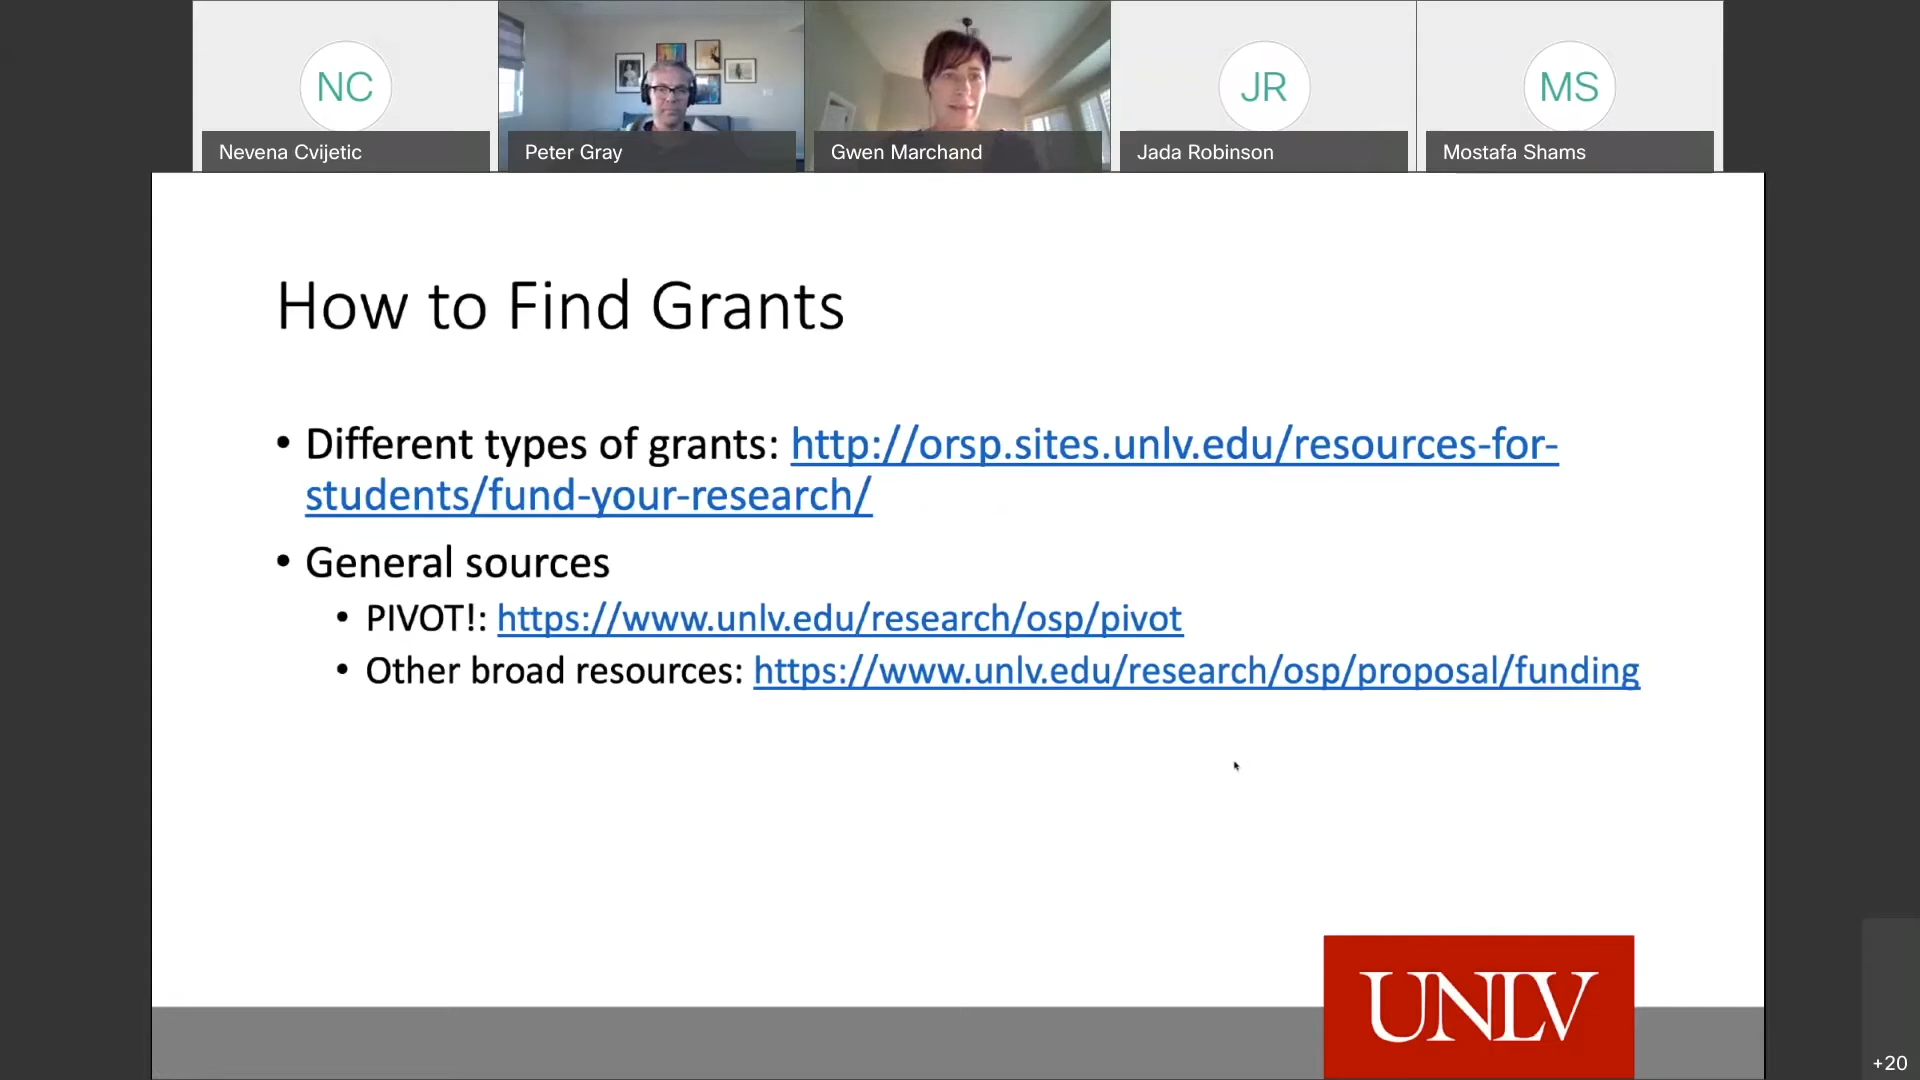 NC
JR
MS
Nevena Cvijetic
Peter Gray
Gwen Marchand
Jada Robinson
Mostafa Shams
How to Find Grants
• Different types of grants: http://orsp.sites.unlv.edu/resources-for-
students/fund-your-research/
• General sources
• PIVOT!: https://www.unlv.edu/research/osp/pivot
• Other broad resources: https://www.unlv.edu/research/osp/proposal/funding
UNLV
+20